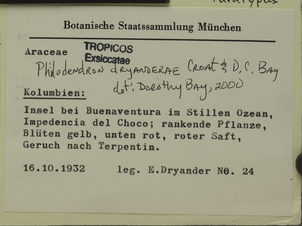 Botanische Staatssammlung München
Araceae TROPICOS
Exsiccatae
Philodendron dryanderae Croat & D.C. Bay
det. Dorothy Bay, 2000
Kolumbien:
Insel bei Buenaventura im Stillen Ozean,
Impedencia del Choco; rankende Pflanze,
Blüten gelb, unten rot, roter Saft,
Geruch nach Terpentin.
16.10.1932 leg. E.Dryander No. 24